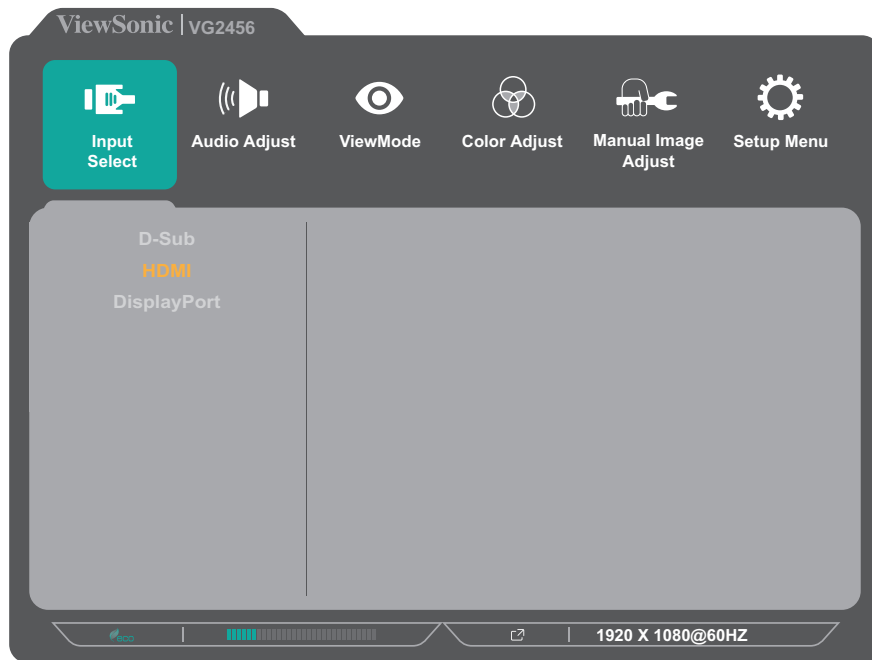 ViewSonic | VG2456
Input
Select
Audio Adjust
ViewMode
Color Adjust
Manual Image
Adjust
Setup Menu
D-Sub
HDMI
DisplayPort
eco
1920 X 1080@60HZ